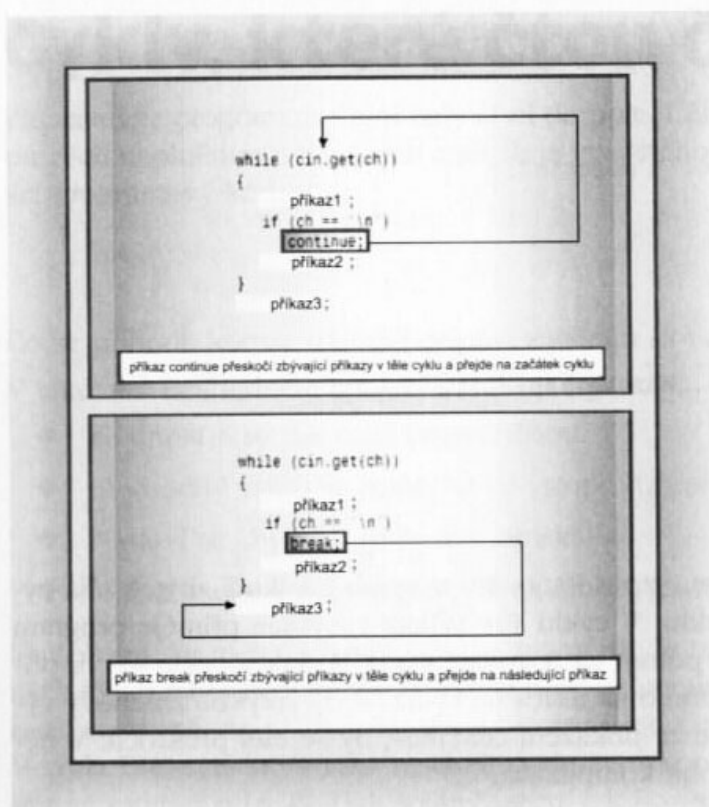 while (cin.get(ch))
{
příkaz1 ;
if (ch == '\n')
continue;
příkaz2 ;
}
příkaz3 ;
příkaz continue přeskočí zbývající příkazy v těle cyklu a přejde na začátek cyklu
while (cin.get(ch))
{
příkaz1 ;
if (ch == '\n')
break;
příkaz2 ;
}
příkaz3 ;
příkaz break přeskočí zbývající příkazy v těle cyklu a přejde na následující příkaz